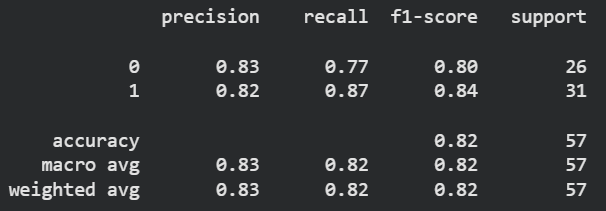 precision recall f1-score support
0 0.83 0.77 0.80 26
1 0.82 0.87 0.84 31
accuracy 0.82 57
macro avg 0.83 0.82 0.82 57
weighted avg 0.83 0.82 0.82 57